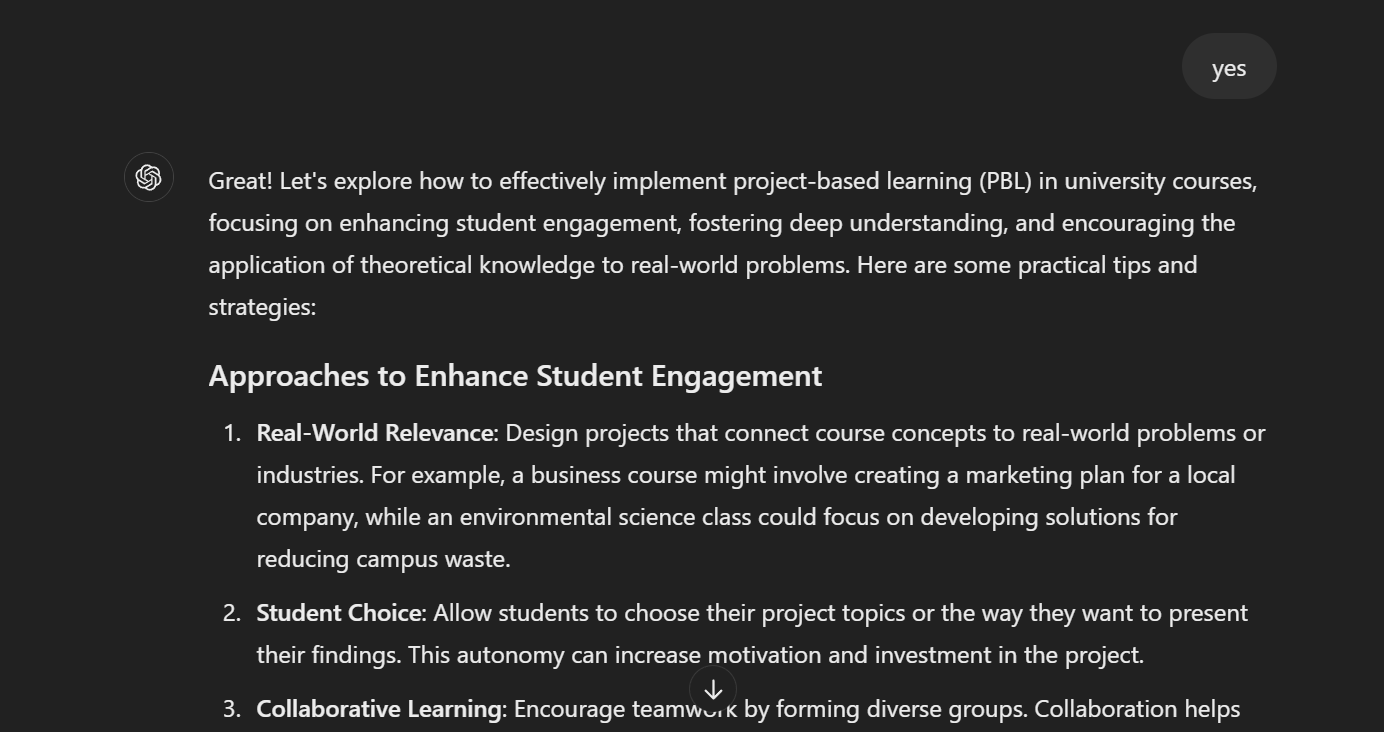 yes
Great! Let's explore how to effectively implement project-based learning (PBL) in university courses,
focusing on enhancing student engagement, fostering deep understanding, and encouraging the
application of theoretical knowledge to real-world problems. Here are some practical tips and
strategies:
Approaches to Enhance Student Engagement
1. Real-World Relevance: Design projects that connect course concepts to real-world problems or
industries. For example, a business course might involve creating a marketing plan for a local
company, while an environmental science class could focus on developing solutions for
reducing campus waste.
2. Student Choice: Allow students to choose their project topics or the way they want to present
their findings. This autonomy can increase motivation and investment in the project.
3. Collaborative Learning: Encourage teamwork by forming diverse groups. Collaboration helps